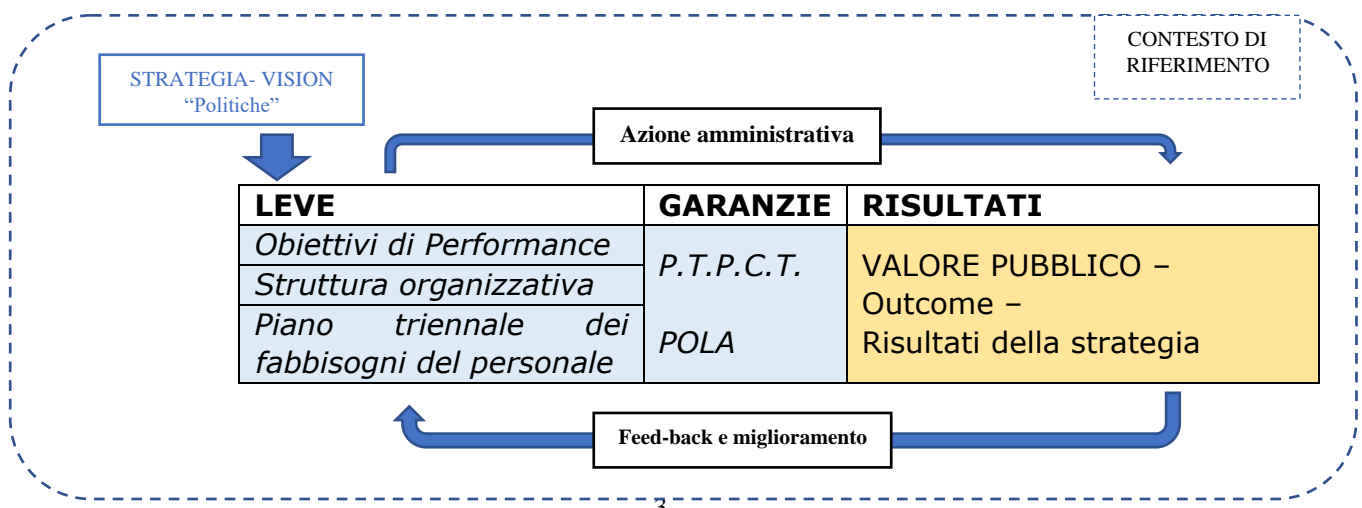 CONTESTO DI
RIFERIMENTO
STRATEGIA- VISION
“Politiche”
Azione amministrativa
LEVE
GARANZIE
RISULTATI
Obiettivi di Performance
Struttura organizzativa
Piano triennale dei
fabbisogni del personale
P.T.P.C.T.
POLA
VALORE PUBBLICO –
Outcome –
Risultati della strategia
Feed-back e miglioramento
3